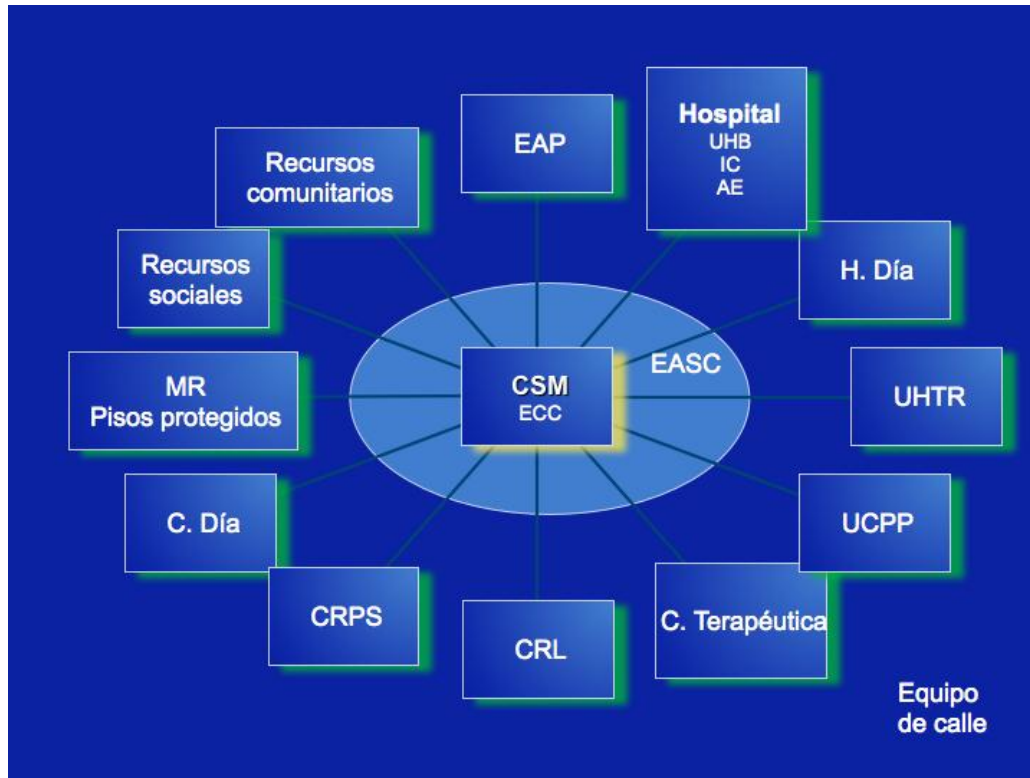 Hospital
UHB
IC
AE
EAP
Recursos
comunitarios
H. Día
Recursos
sociales
EASC
CSM
ECC
MR
Pisos protegidos
UHTR
C. Día
UCPP
CRPS
CRL
C. Terapéutica
Equipo
de calle